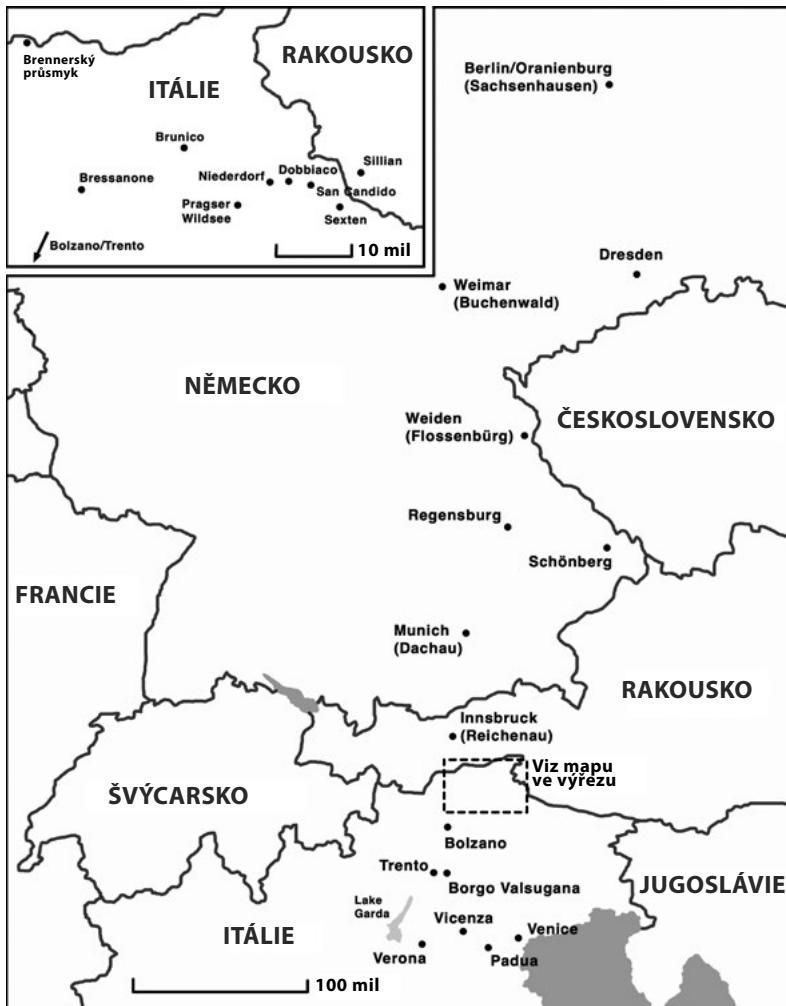 Brennerský
průsmyk
RAKOUSKO
ITÁLIE
Brunico
Bressanone
Niederdorf
Dobbiaco
Sillian
San Candido
Pragser
Wildsee
Sexten
Bolzano/Trento
10 mil
Berlin/Oranienburg
(Sachsenhausen)
Dresden
Weimar
(Buchenwald)
NĚMECKO
ČESKOSLOVENSKO
Weiden
(Flossenbürg)
Regensburg
Schönberg
FRANCIE
Munich
(Dachau)
RAKOUSKO
Innsbruck
(Reichenau)
Viz mapu
ve výřezu
ŠVÝCARSKO
Bolzano
Trento
Borgo Valsugana
JUGOSLÁVIE
Lake
Garda
Vicenza
Venice
ITÁLIE
Verona
Padua
100 mil